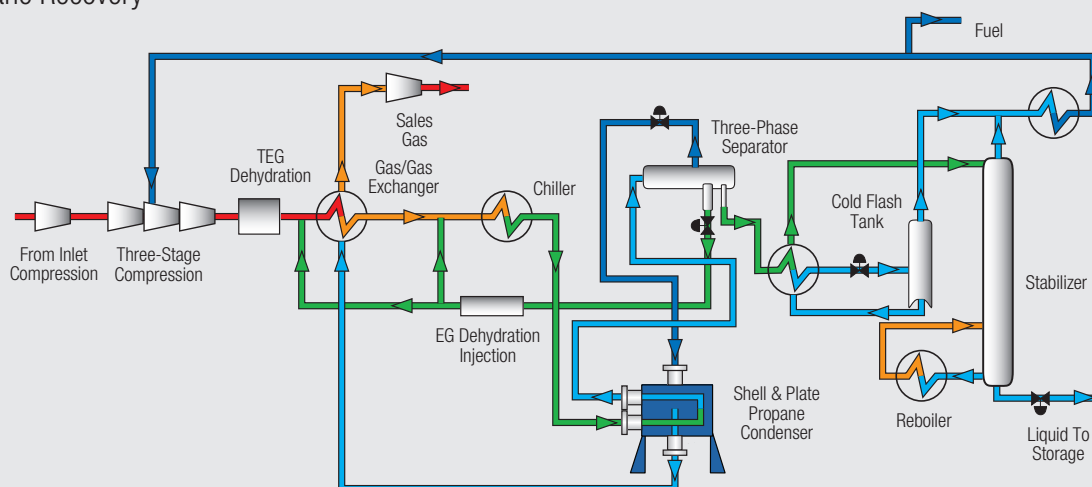 Recovery
Fuel
Sales
Gas
TEG
Dehydration
Gas/Gas
Exchanger
Chiller
Three-Phase
Separator
Cold Flash
Tank
From Inlet
Compression
Three-Stage
Compression
EG Dehydration
Injection
Stabilizer
Shell & Plate
Propane
Condenser
Reboiler
Liquid To
Storage